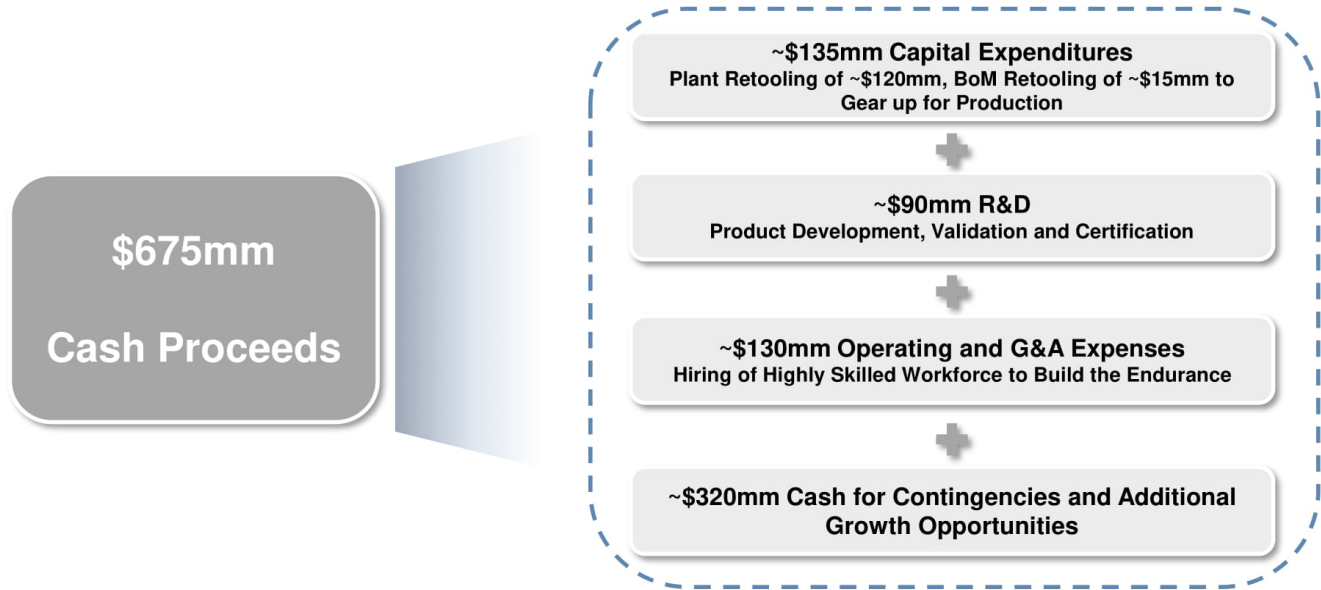 $675mm
Cash Proceeds
~$135mm Capital Expenditures
Plant Retooling of ~$120mm, BoM Retooling of ~$15mm to
Gear up for Production
~$90mm R&D
Product Development, Validation and Certification
~$130mm Operating and G&A Expenses
Hiring of Highly Skilled Workforce to Build the Endurance
~$320mm Cash for Contingencies and Additional
Growth Opportunities